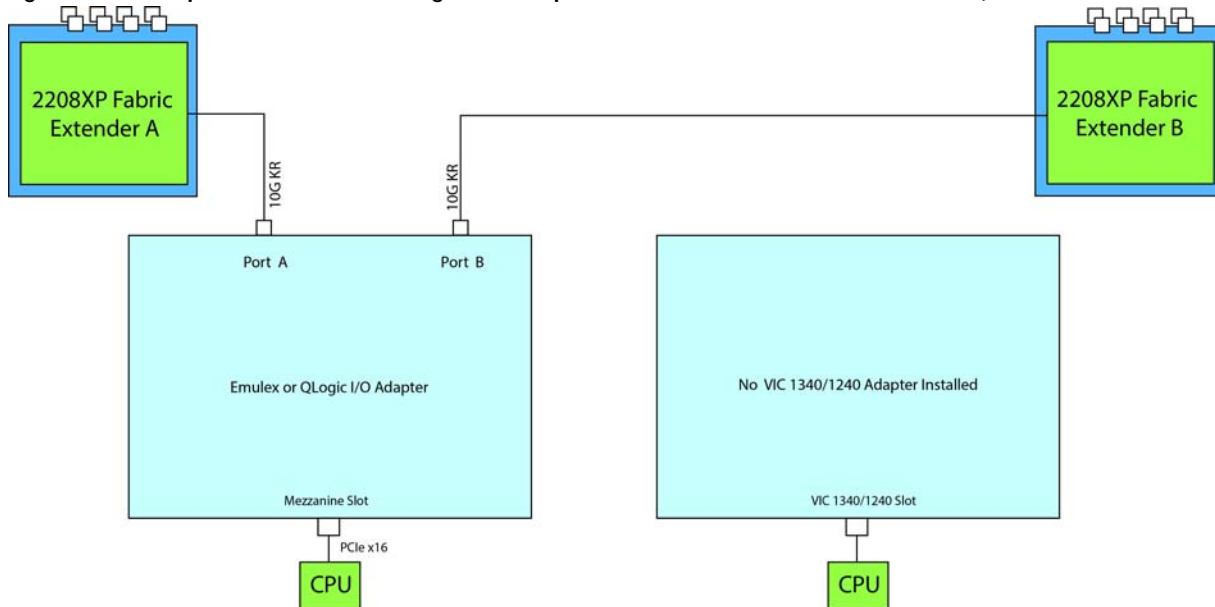 2208XP Fabric
Extender A
2208XP Fabric
Extender B
10G KR
10G KR
Port A
Port B
Emulex or QLogic I/O Adapter
No VIC 1340/1240 Adapter Installed
Mezzanine Slot
VIC 1340/1240 Slot
PCIe x16
CPU
CPU